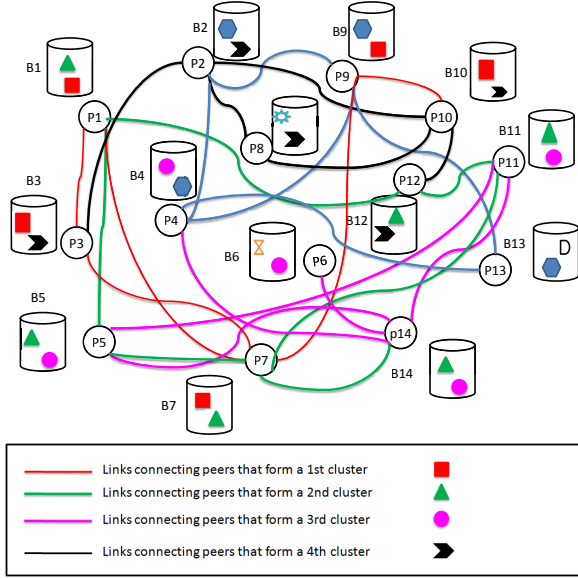 B2
B9
P2
B1
P9
B10
P1
P10
B11
P8
P11
B4
P12
B3
P4
B12
B13
D
P3
B6
P6
P13
B5
P5
p14
P7
B14
B7
Links connecting peers that form a 1st cluster
Links connecting peers that form a 2nd cluster
Links connecting peers that form a 3rd cluster
Links connecting peers that form a 4th cluster